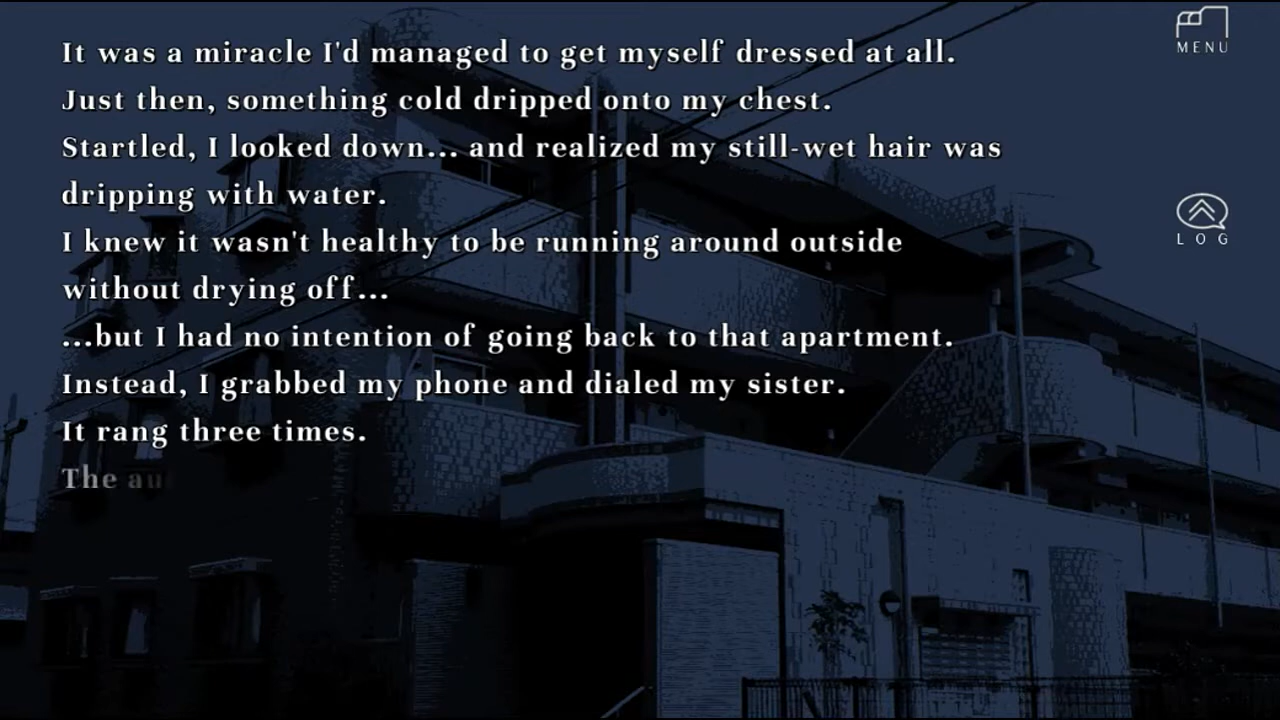 It was a miracle I'd managed to get myself dressed at all.
Just then, something cold dripped onto my chest.
Startled, I looked down... and realized my still-wet hair was
dripping with water.
I knew it wasn't healthy to be running around outside
without drying off...
...but I had no intention of going back to that apartment.
Instead, I grabbed my phone and dialed my sister.
It rang three times.
The au
MENU
LOG